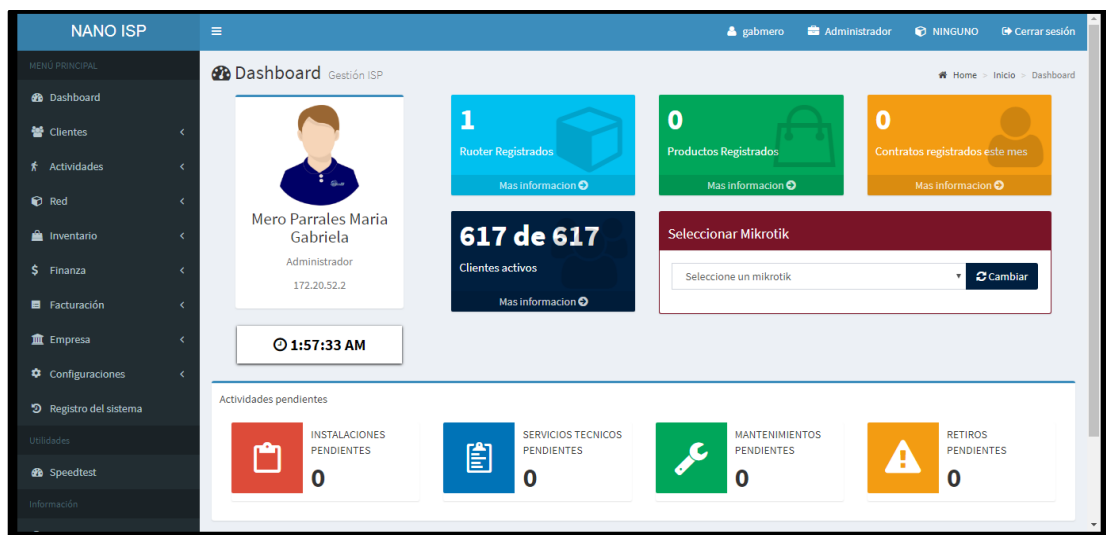 NANO ISP
gabmero
Administrador
NINGUNO
Cerrar sesión
MENÚ PRINCIPAL
Dashboard
Clientes
Actividades
Red
Inventario
Finanza
Facturación
Empresa
Configuraciones
Registro del sistema
Utilidades
Speedtest
Información
Dashboard Gestión ISP
Home > Inicio > Dashboard
Mero Parrales Maria
Gabriela
Administrador
172.20.52.2
1:57:33 AM
1
Ruoter Registrados
Mas informacion
0
Productos Registrados
Mas informacion
0
Contratos registrados este mes
Mas informacion
617 de 617
Clientes activos
Mas informacion
Seleccionar Mikrotik
Seleccione un mikrotik
Cambiar
Actividades pendientes
INSTALACIONES
PENDIENTES
0
SERVICIOS TECNICOS
PENDIENTES
0
MANTENIMIENTOS
PENDIENTES
0
RETIROS
PENDIENTES
0